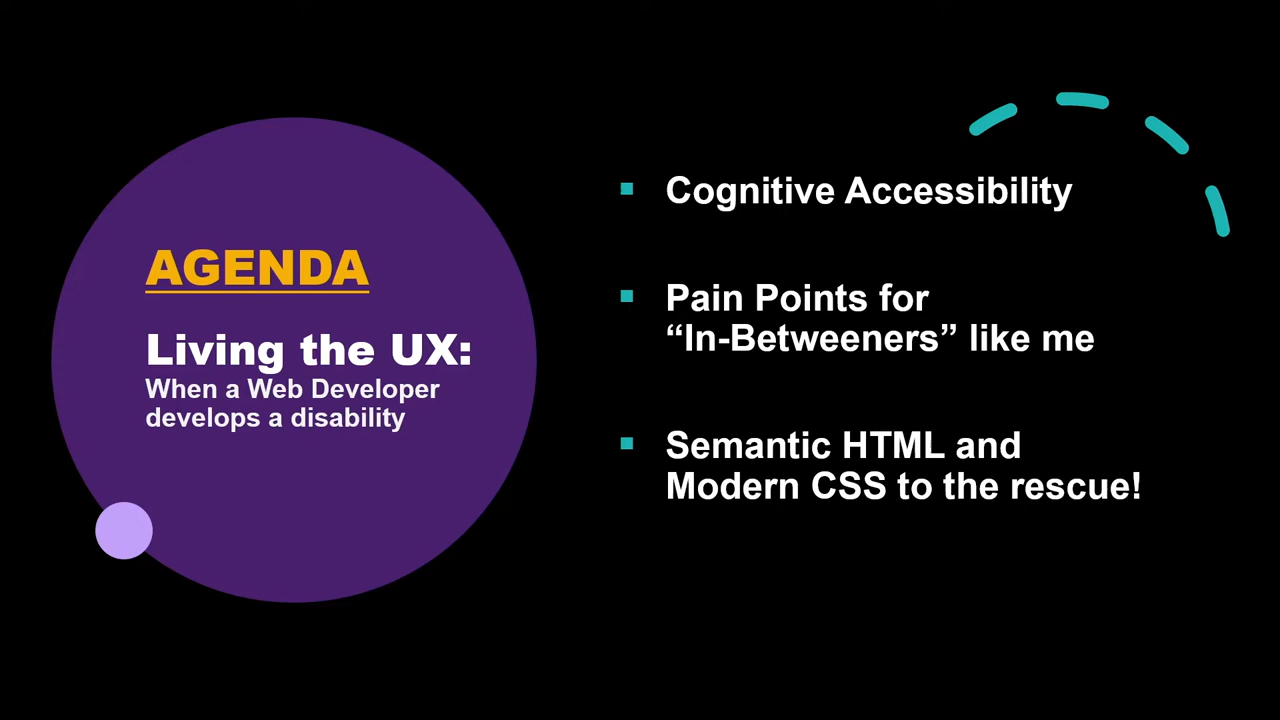 AGENDA
Living the UX:
When a Web Developer
develops a disability
Cognitive Accessibility
Pain Points for
“In-Betweeners” like me
Semantic HTML and
Modern CSS to the rescue!